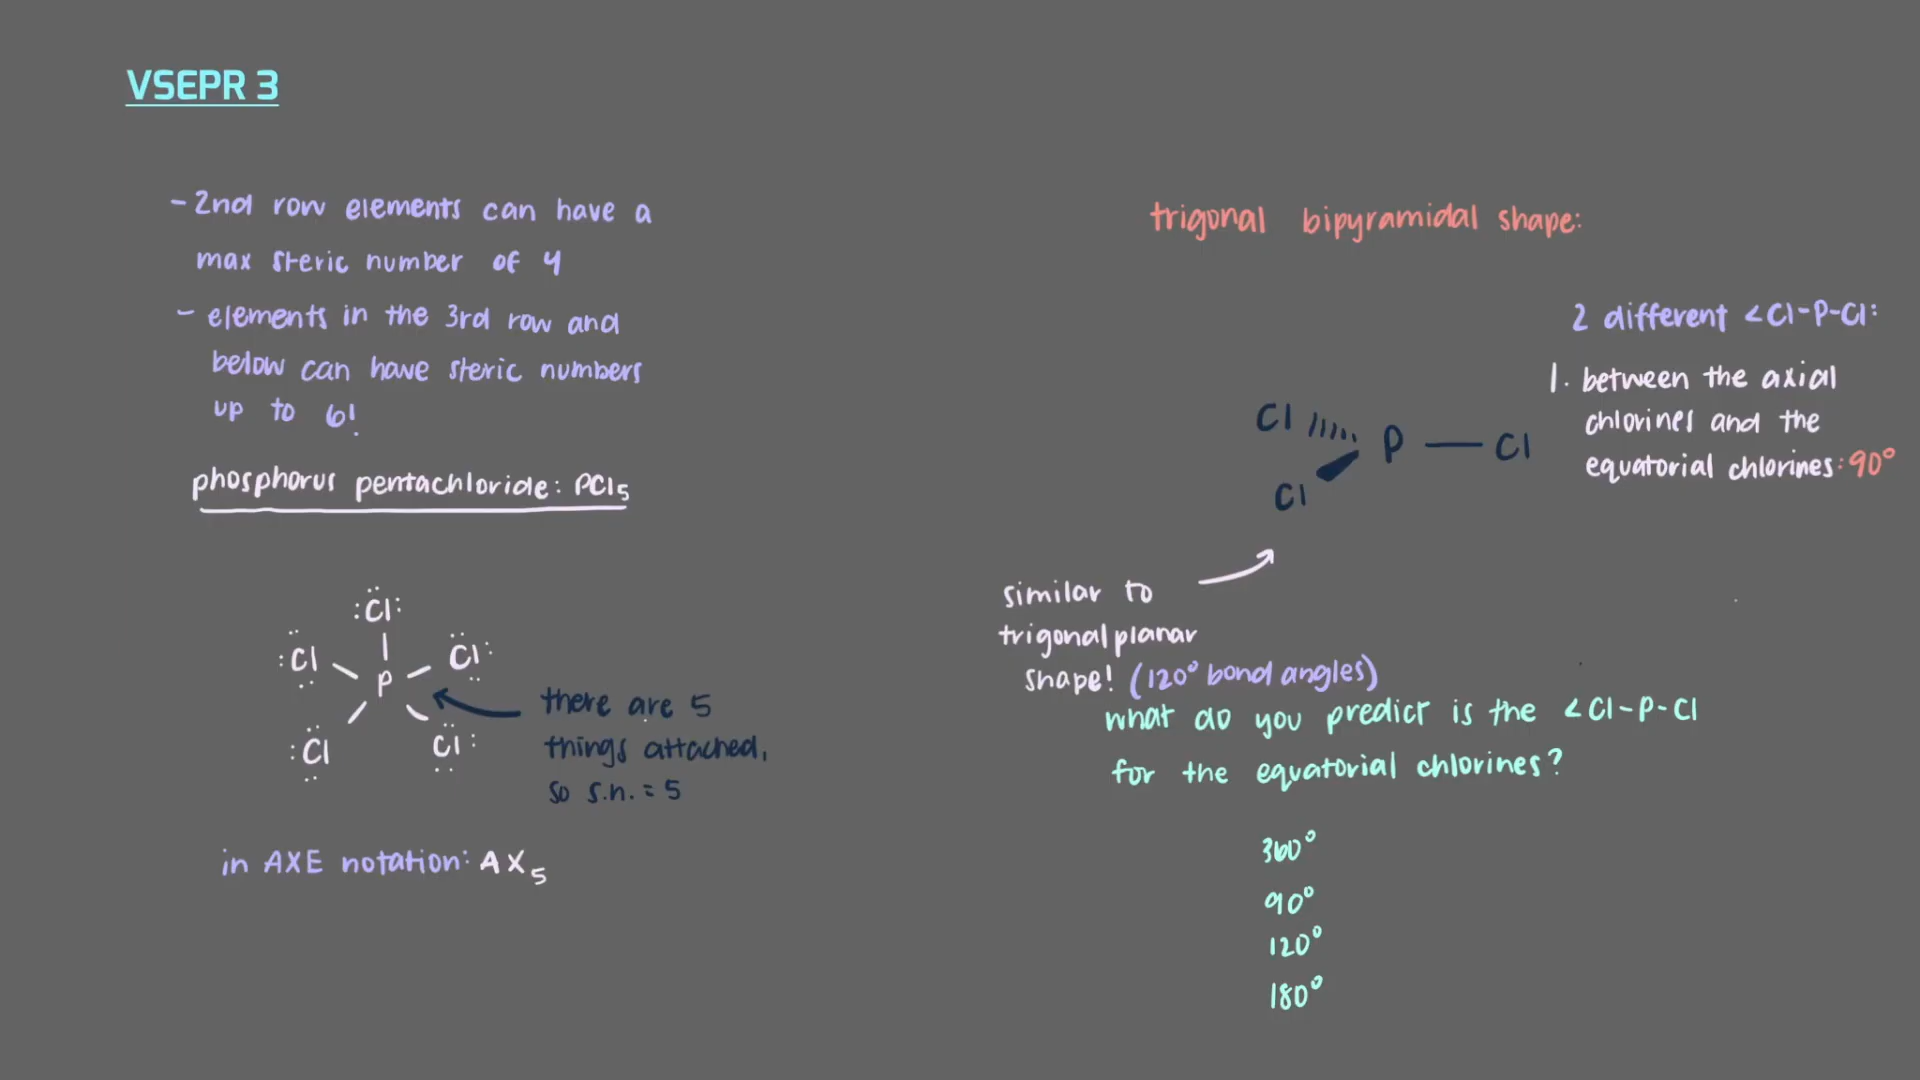 VSEPR 3
- 2nd row elements can have a
max steric number of 4
- elements in the 3rd row and
below can have steric numbers
up to 6!
phosphorus pentachloride: PCl5
:Cl:
:Cl
Cl:
P
:Cl
Cl:
there are 5
things attached,
so s.n. = 5
in AXE notation: AX5
trigonal bipyramidal shape:
2 different <Cl-P-Cl:
1. between the axial
chlorines and the
equatorial chlorines: 90°
Cl
P — Cl
Cl
similar to
trigonal planar
shape! (120° bond angles)
what do you predict is the <Cl-P-Cl
for the equatorial chlorines?
360°
90°
120°
180°